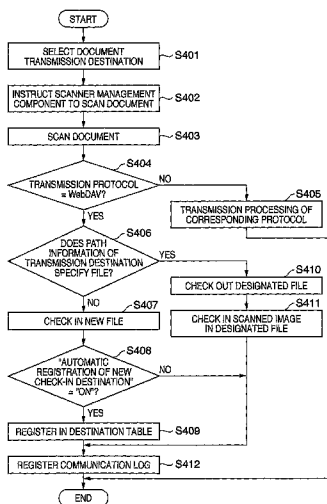 START
SELECT DOCUMENT
TRANSMISSION DESTINATION
S401
INSTRUCT SCANNER MANAGEMENT
COMPONENT TO SCAN DOCUMENT
S402
SCAN DOCUMENT
S403
S404
TRANSMISSION PROTOCOL
= WebDAV?
NO
YES
S405
TRANSMISSION PROCESSING OF
CORRESPONDING PROTOCOL
S406
DOES PATH
INFORMATION OF
TRANSMISSION DESTINATION
SPECIFY FILE?
YES
NO
S410
CHECK OUT DESIGNATED FILE
S407
CHECK IN NEW FILE
S411
CHECK IN SCANNED IMAGE
IN DESIGNATED FILE
S408
"AUTOMATIC
REGISTRATION OF NEW
CHECK-IN DESTINATION"
= "ON"?
NO
YES
REGISTER IN DESTINATION TABLE
S409
REGISTER COMMUNICATION LOG
S412
END